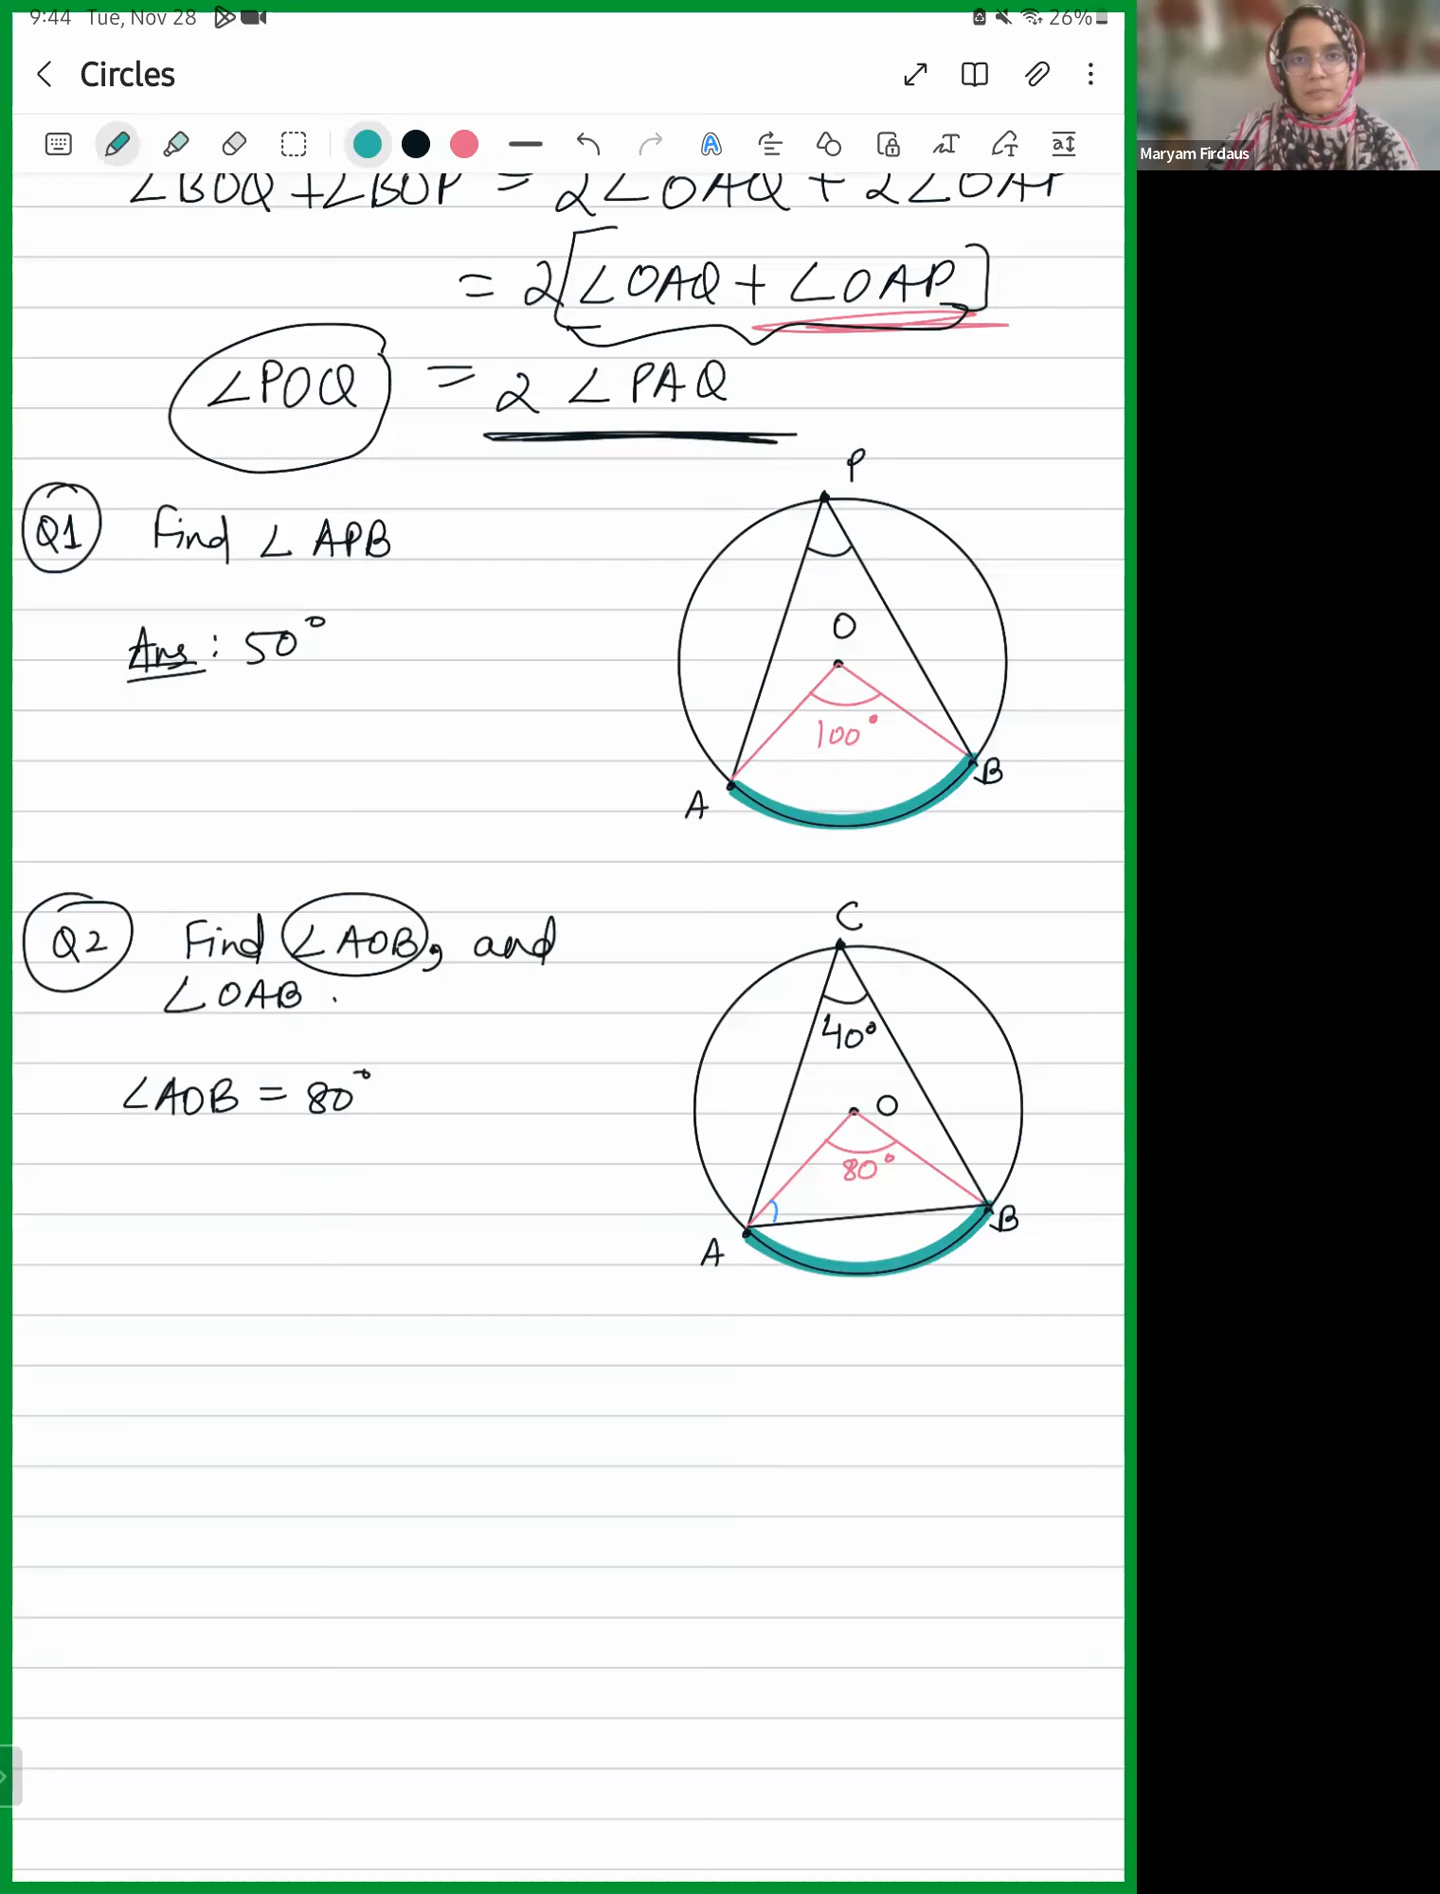 9:44 Tue, Nov 28
26%
Circles
Maryam Firdaus
∠BOQ + ∠BOP = 2∠OAQ + 2∠OAP
= 2[∠OAQ + ∠OAP]
∠POQ = 2 ∠PAQ
Q1 Find ∠APB
Ans: 50°
P
O
100°
A
B
Q2 Find ∠AOB, and
∠OAB.
∠AOB = 80°
C
40°
O
80°
A
B